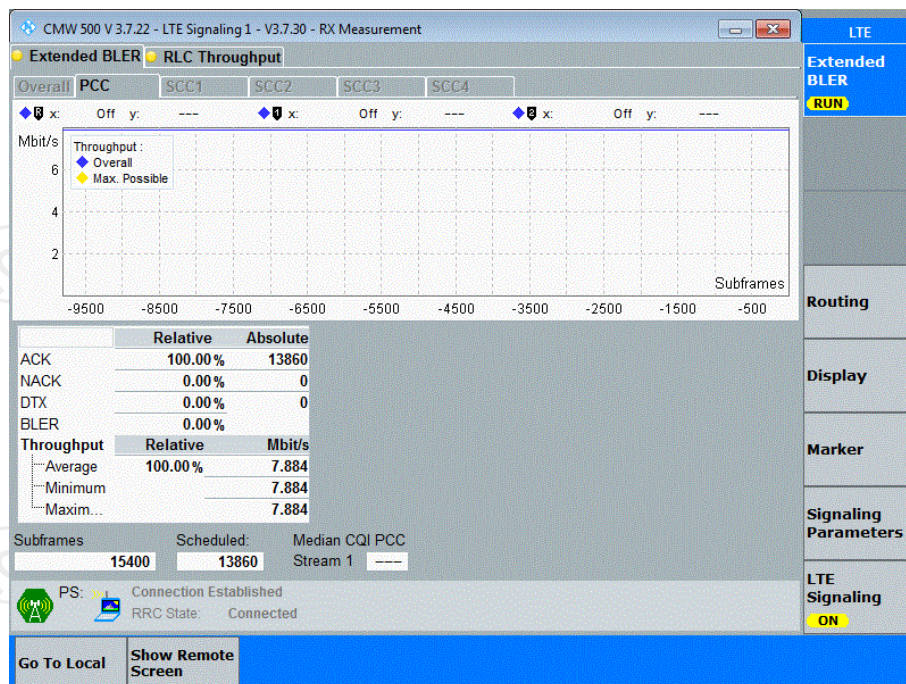 CMW 500 V 3.7.22 - LTE Signaling 1 - V3.7.30 - RX Measurement
LTE
Extended BLER RLC Throughput
Extended BLER
RUN
Overall PCC SCC1 SCC2 SCC3 SCC4
R x: Off y: --- 1 x: Off y: --- 2 x: Off y: ---
Mbit/s
Throughput :
Overall
Max. Possible
6
4
2
Subframes
-9500 -8500 -7500 -6500 -5500 -4500 -3500 -2500 -1500 -500
Routing
Relative Absolute
ACK 100.00 % 13860
NACK 0.00 % 0
DTX 0.00 % 0
BLER 0.00 %
Display
Throughput Relative Mbit/s
Average 100.00 % 7.884
Minimum 7.884
Maxim... 7.884
Marker
Subframes Scheduled: Median CQI PCC
15400 13860 Stream 1 ---
Signaling Parameters
PS: Connection Established
RRC State: Connected
LTE Signaling
ON
Go To Local
Show Remote Screen